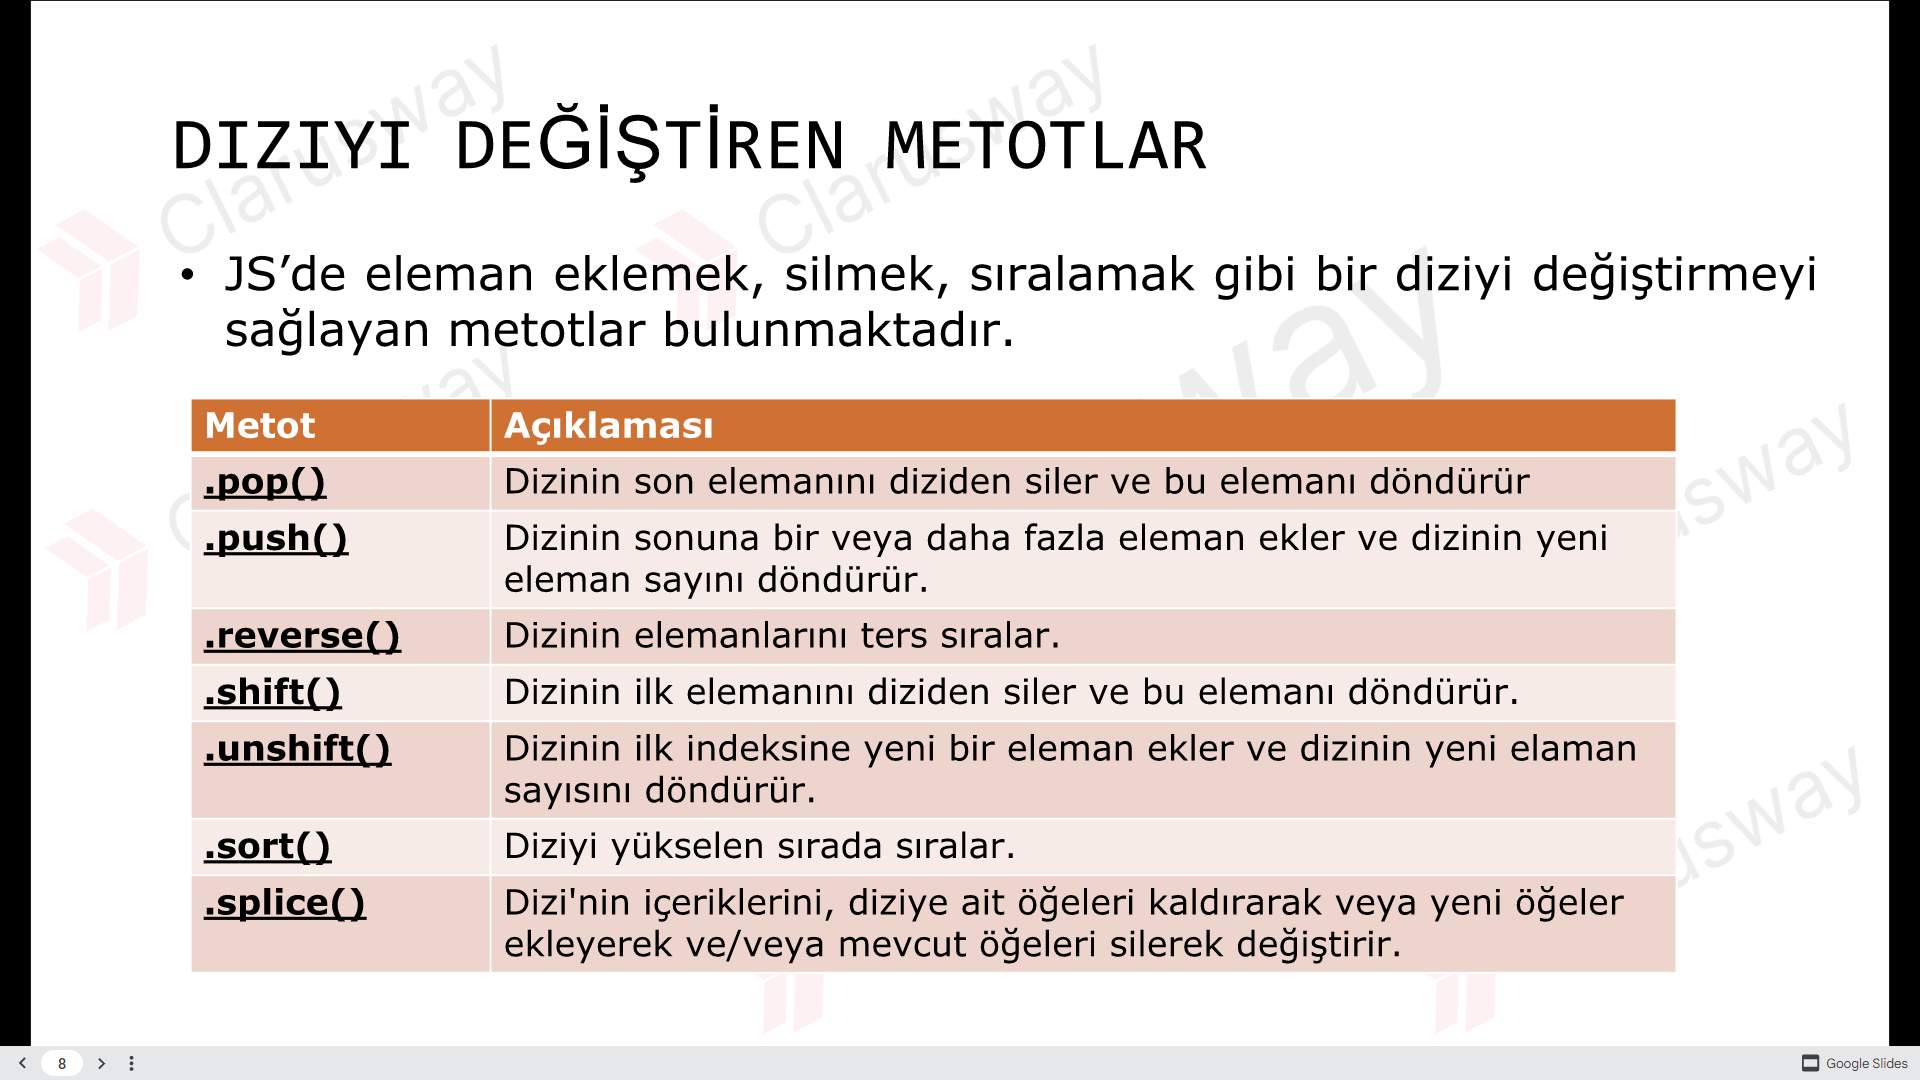 DIZIYI DEĞİŞTİREN METOTLAR
• JS’de eleman eklemek, silmek, sıralamak gibi bir diziyi değiştirmeyi
sağlayan metotlar bulunmaktadır.
Metot Açıklaması
.pop() Dizinin son elemanını diziden siler ve bu elemanı döndürür
.push() Dizinin sonuna bir veya daha fazla eleman ekler ve dizinin yeni
eleman sayını döndürür.
.reverse() Dizinin elemanlarını ters sıralar.
.shift() Dizinin ilk elemanını diziden siler ve bu elemanı döndürür.
.unshift() Dizinin ilk indeksine yeni bir eleman ekler ve dizinin yeni elaman
sayısını döndürür.
.sort() Diziyi yükselen sırada sıralar.
.splice() Dizi'nin içeriklerini, diziye ait öğeleri kaldırarak veya yeni öğeler
ekleyerek ve/veya mevcut öğeleri silerek değiştirir.
Clarusway
Clarusway
8
Google Slides